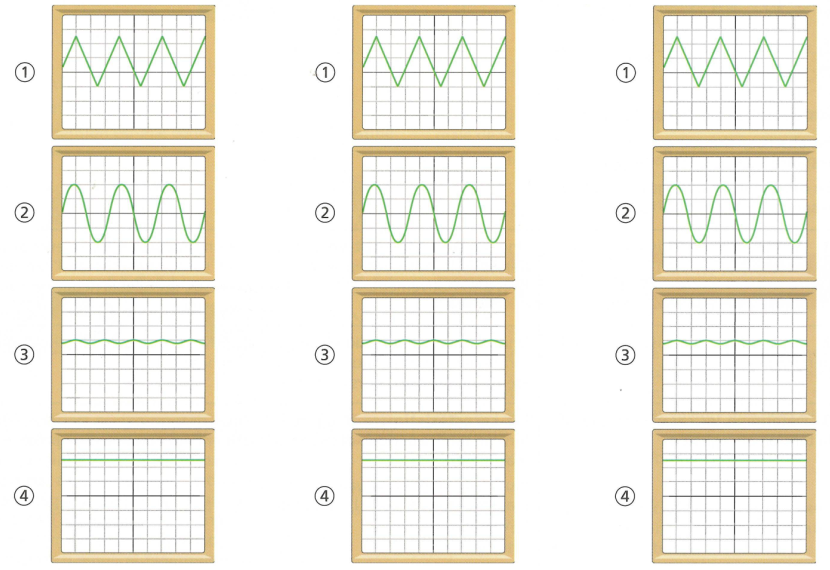 ① ① ①
② ② ②
③ ③ ③
④ ④ ④